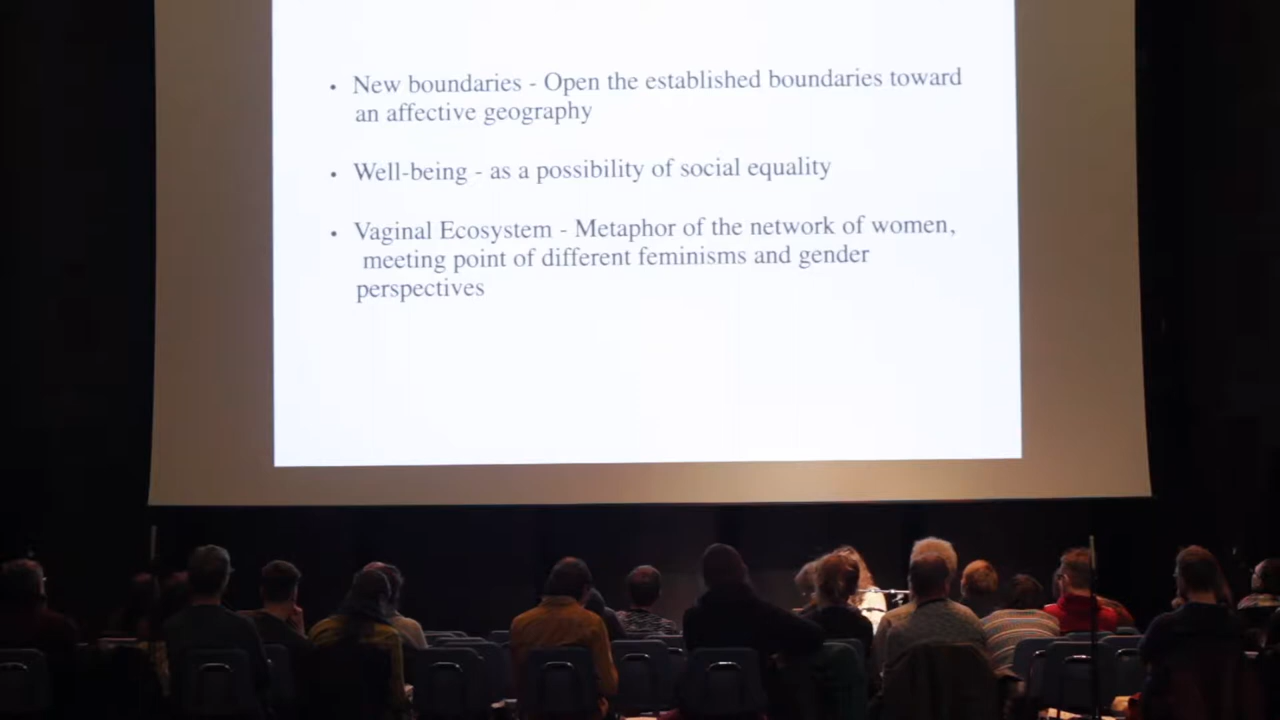 • New boundaries - Open the established boundaries toward
an affective geography
• Well-being - as a possibility of social equality
• Vaginal Ecosystem - Metaphor of the network of women,
meeting point of different feminisms and gender
perspectives